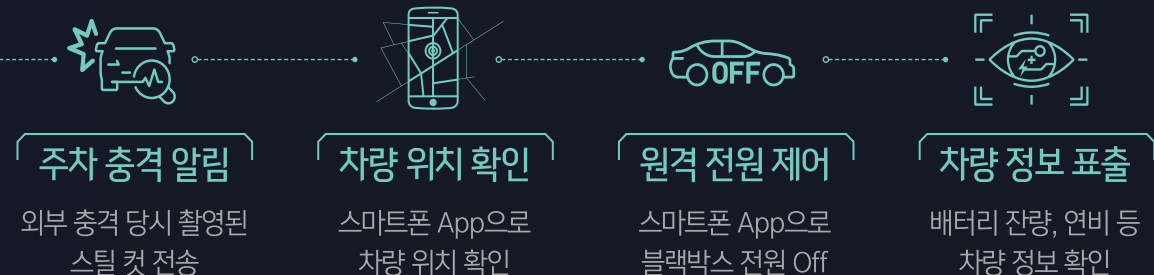 OFF
주차 충격 알림
외부 충격 당시 촬영된
스틸 컷 전송
차량 위치 확인
스마트폰 App으로
차량 위치 확인
원격 전원 제어
스마트폰 App으로
블랙박스 전원 Off
차량 정보 표출
배터리 잔량, 연비 등
차량 정보 확인